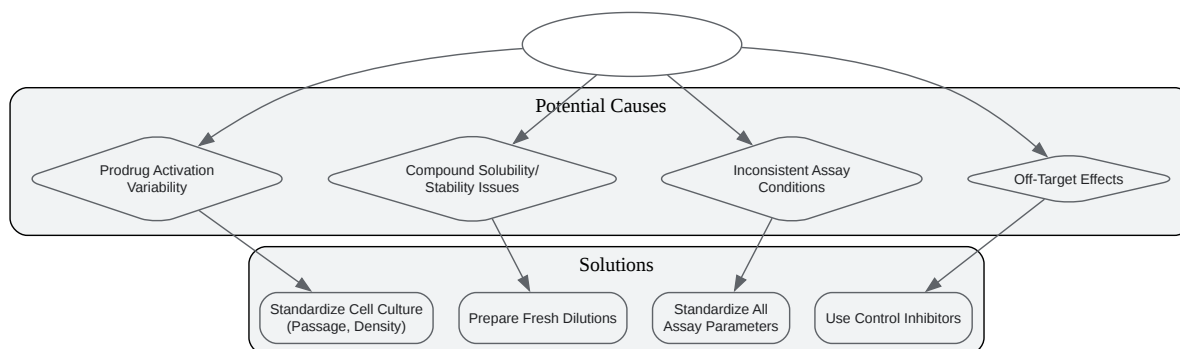 Potential Causes
Prodrug Activation
Variability
Compound Solubility/
Stability Issues
Inconsistent Assay
Conditions
Off-Target Effects
Solutions
Standardize Cell Culture
(Passage, Density)
Prepare Fresh Dilutions
Standardize All
Assay Parameters
Use Control Inhibitors